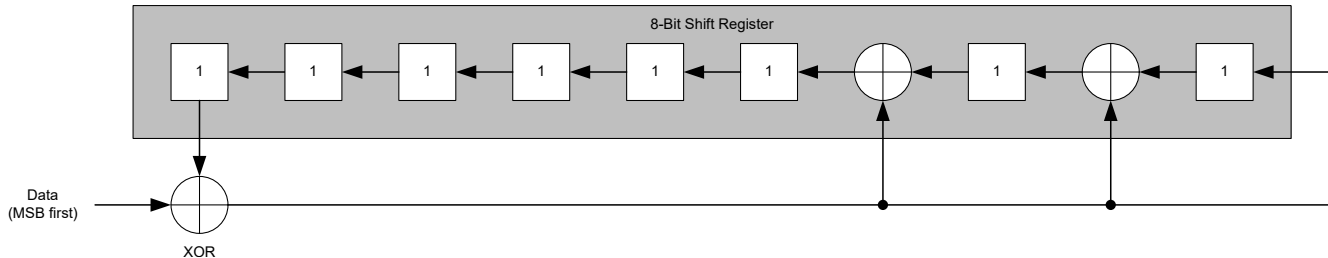 8-Bit Shift Register
1 1 1 1 1 1 1 1
Data
(MSB first)
XOR